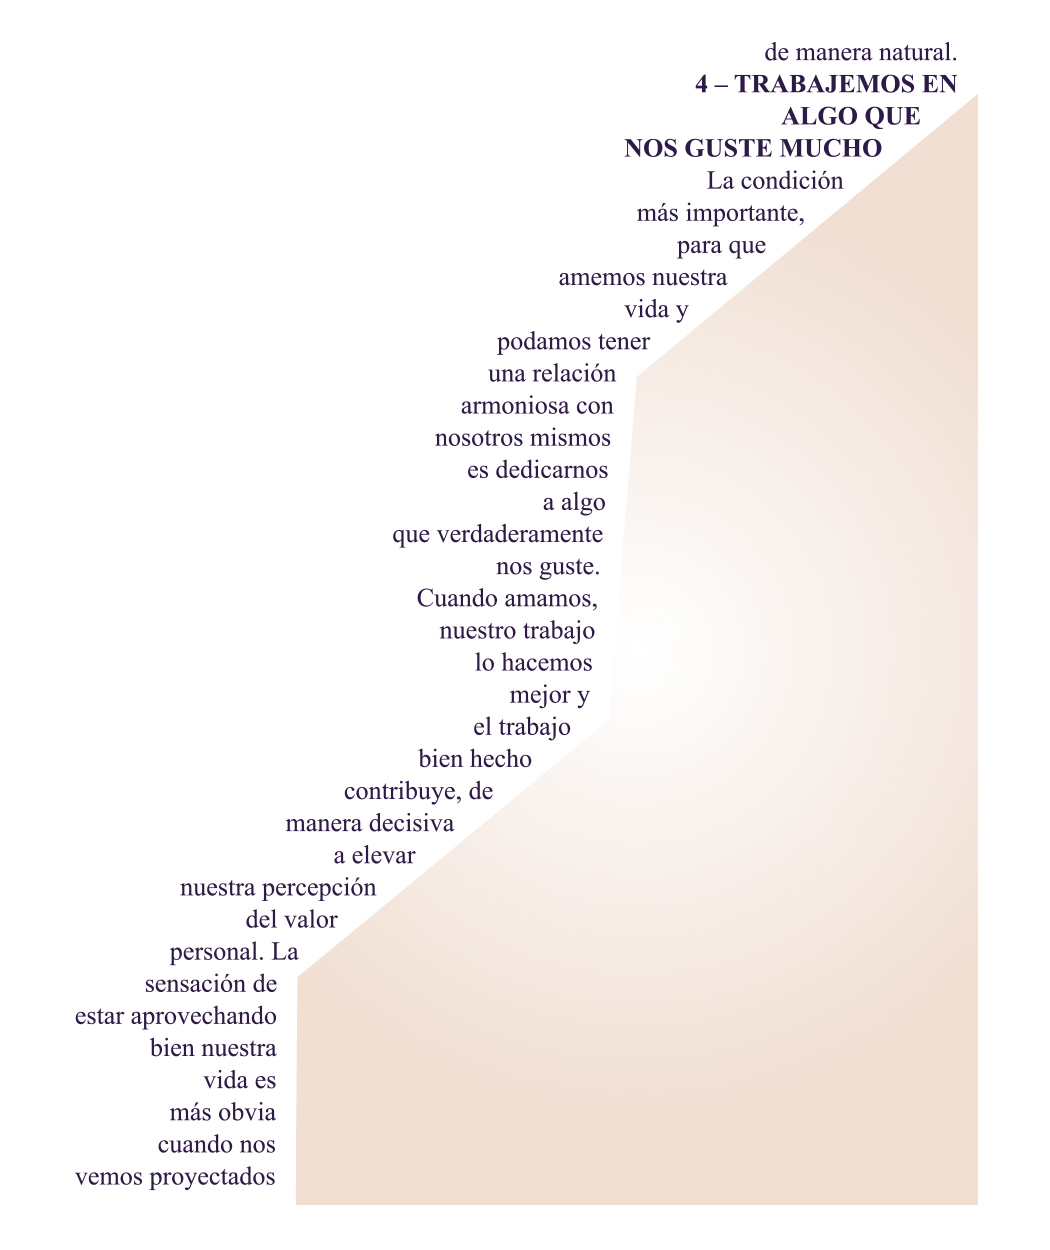 de manera natural.
4 – TRABAJEMOS EN
ALGO QUE
NOS GUSTE MUCHO
La condición
más importante,
para que
amemos nuestra
vida y
podamos tener
una relación
armoniosa con
nosotros mismos
es dedicarnos
a algo
que verdaderamente
nos guste.
Cuando amamos,
nuestro trabajo
lo hacemos
mejor y
el trabajo
bien hecho
contribuye, de
manera decisiva
a elevar
nuestra percepción
del valor
personal. La
sensación de
estar aprovechando
bien nuestra
vida es
más obvia
cuando nos
vemos proyectados